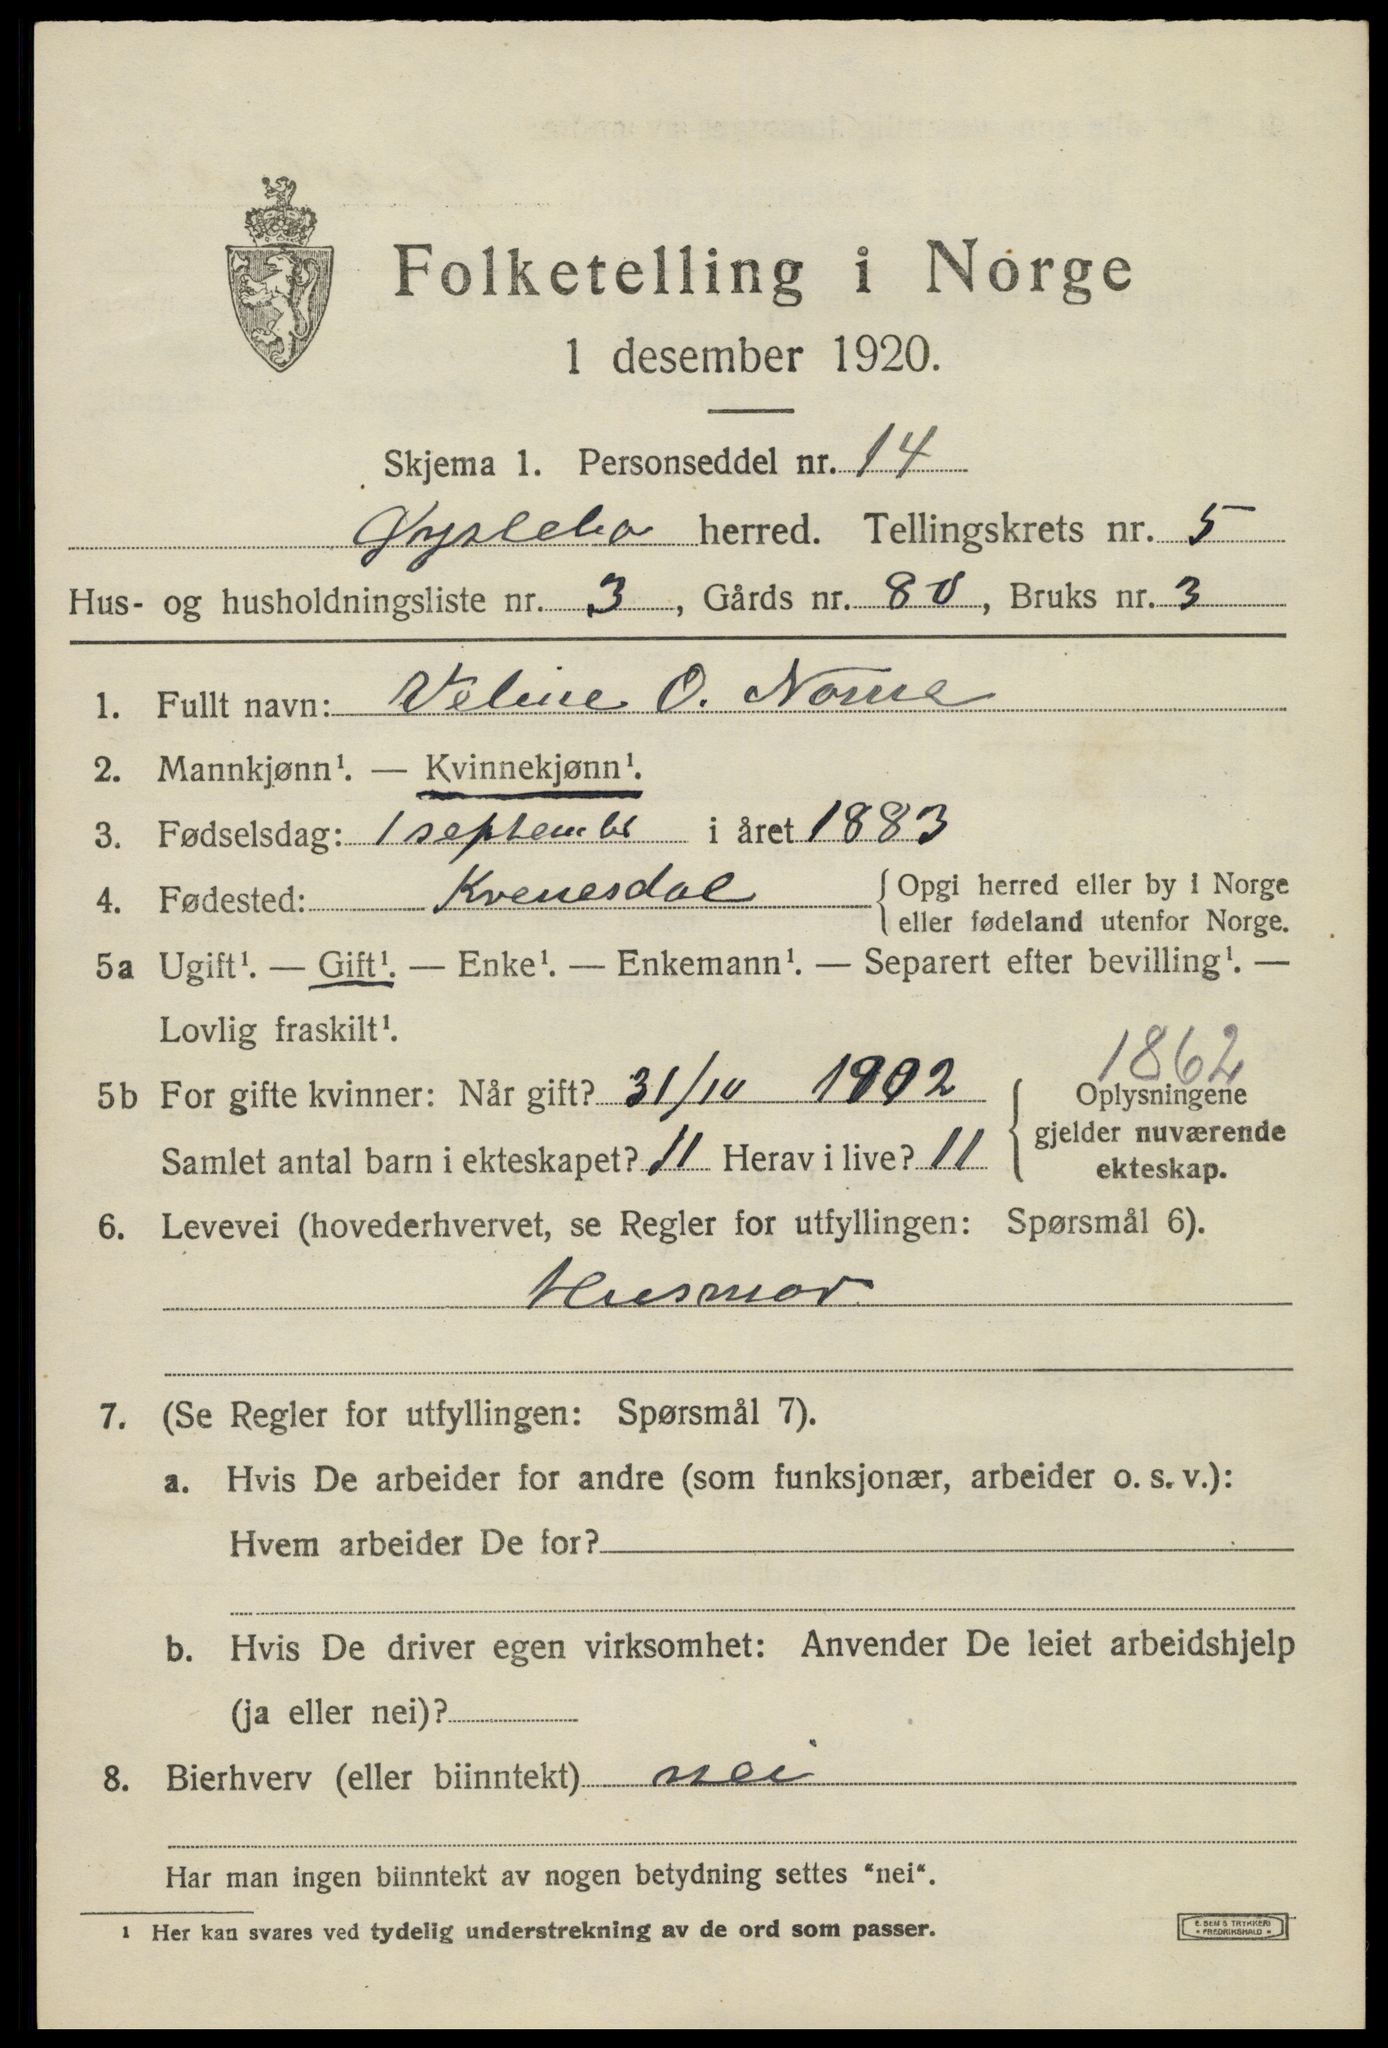 Folketelling i Norge
1 desember 1920.
Skjema 1. Personseddel nr. 14
Øyslebø herred. Tellingskrets nr. 5
Hus- og husholdningsliste nr. 3, Gårds nr. 80, Bruks nr. 3
1. Fullt navn: Veline O. Nome
2. Mannkjønn¹. — Kvinnekjønn¹.
3. Fødselsdag: 1 septembr i året 1883
4. Fødested: Kvenesdal {Opgi herred eller by i Norge
eller fødeland utenfor Norge.
5a Ugift¹. — Gift¹. — Enke¹. — Enkemann¹. — Separert efter bevilling¹. —
Lovlig fraskilt¹.
1862
5b For gifte kvinner: Når gift? 31/10 1902 {Oplysningene
gjelder nuværende
Samlet antal barn i ekteskapet? 11 Herav i live? 11 ekteskap.
6. Levevei (hovederhvervet, se Regler for utfyllingen: Spørsmål 6).
Husmor
7. (Se Regler for utfyllingen: Spørsmål 7).
a. Hvis De arbeider for andre (som funksjonær, arbeider o. s. v.):
Hvem arbeider De for?
b. Hvis De driver egen virksomhet: Anvender De leiet arbeidshjelp
(ja eller nei)?
8. Bierhverv (eller biinntekt) nei
Har man ingen biinntekt av nogen betydning settes “nei“.
¹ Her kan svares ved tydelig understrekning av de ord som passer.
E. SEM'S TRYKKERI
• FREDRIKSHALD •